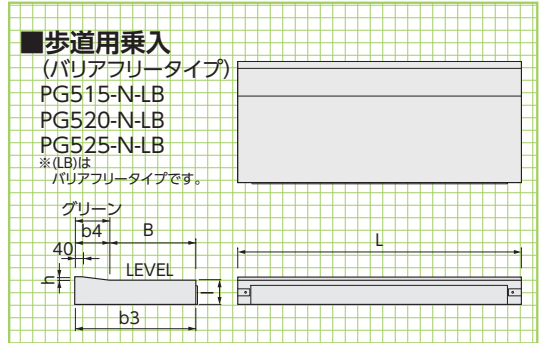 ■歩道用乗入
(バリアフリータイプ)
PG515-N-LB
PG520-N-LB
PG525-N-LB
※(LB)は
バリアフリータイプです。
グリーン
b4 B
40
L
LEVEL
h
l
b3